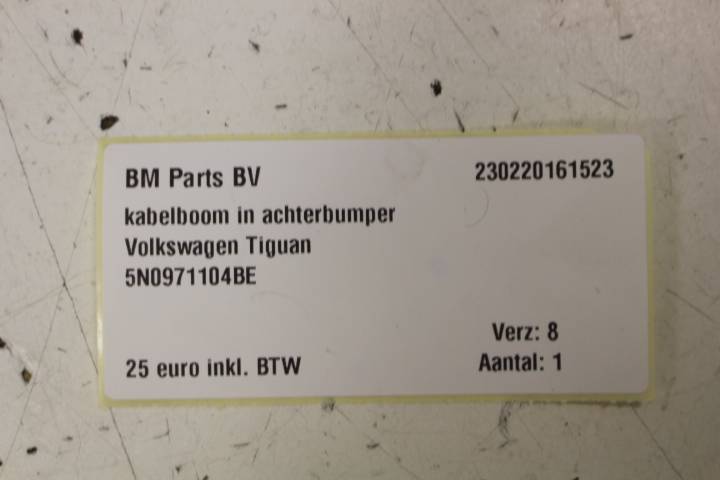 BM Parts BV 230220161523
kabelboom in achterbumper
Volkswagen Tiguan
5N0971104BE
Verz: 8
25 euro inkl. BTW Aantal: 1